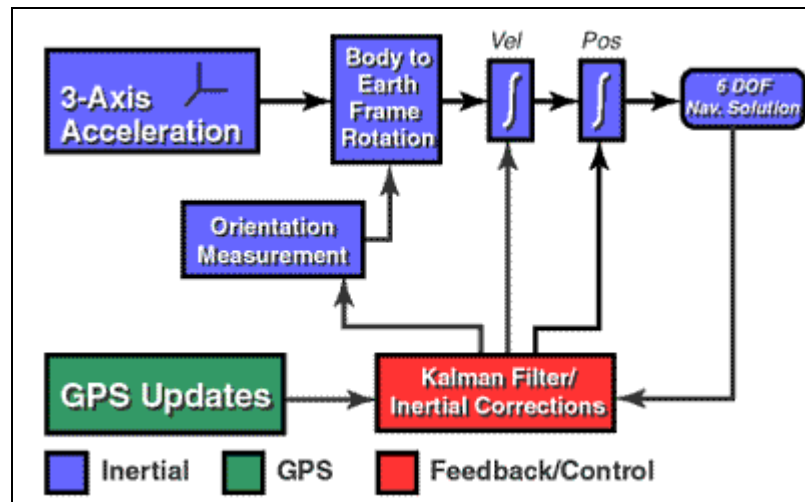 Vel
Pos
3-Axis
Acceleration
Body to
Earth
Frame
Rotation
∫
∫
6 DOF
Nav. Solution
Orientation
Measurement
GPS Updates
Kalman Filter/
Inertial Corrections
Inertial
GPS
Feedback/Control